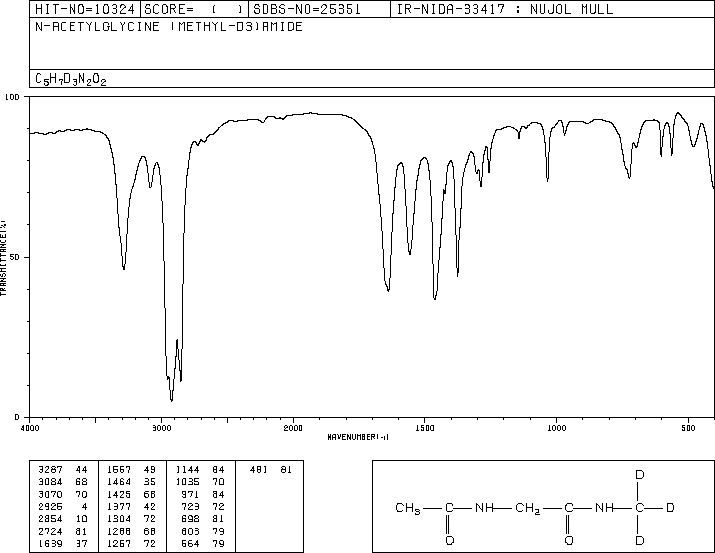 HIT-NO=10324 SCORE= ( ) SDBS-NO=25351 IR-NIDA-33417 : NUJOL MULL
N-ACETYLGLYCINE (METHYL-D3)AMIDE
C5H7D3N2O2
100
50
0
TRANSMITTANCE(%)
4000 3000 2000 1500 1000 500
WAVENUMBER(-1)
3287 44 1557 49 1144 84 481 81
3084 68 1464 35 1035 70
3070 70 1425 66 971 84
2925 4 1377 42 723 72
2854 10 1304 72 698 81
2724 81 1288 68 603 79
1639 37 1257 72 564 79
D
CH3 C NH CH2 C NH C D
O O D